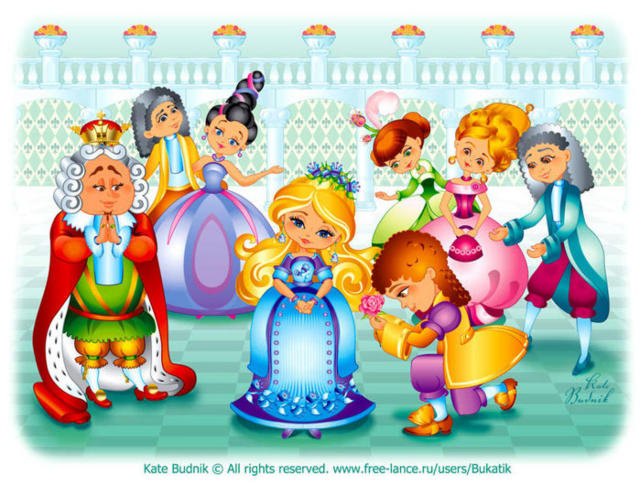 Kate
Budnik
Kate Budnik © All rights reserved. www.free-lance.ru/users/Bukatik